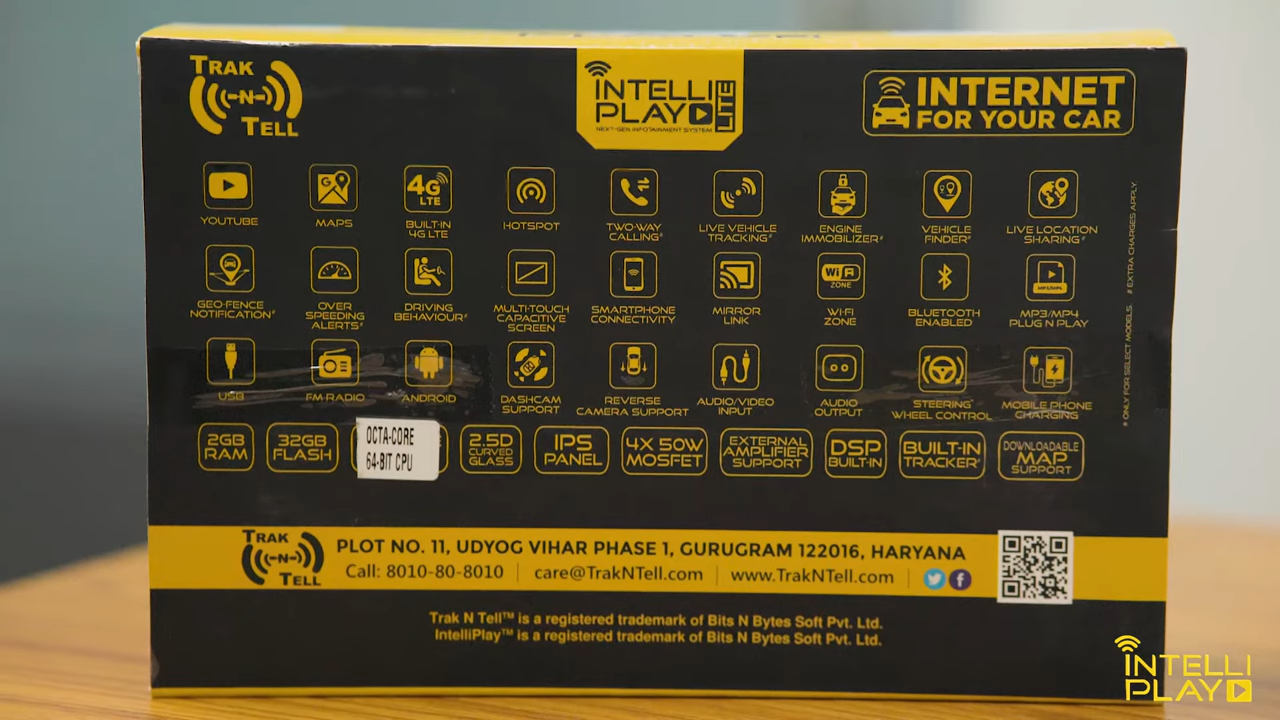 TRAK
-N-
TELL
INTELLI
PLAY LITE
NEXT-GEN INFOTAINMENT SYSTEM
INTERNET
FOR YOUR CAR
4G
LTE
YOUTUBE
MAPS
BUILT-IN
4G LTE
HOTSPOT
TWO-WAY
CALLING#
LIVE VEHICLE
TRACKING#
ENGINE
IMMOBILIZER#
VEHICLE
FINDER#
LIVE LOCATION
SHARING#
G
WiFi
ZONE
MP3/MP4
GEO-FENCE
NOTIFICATION#
OVER
SPEEDING
ALERTS#
DRIVING
BEHAVIOUR#
MULTI-TOUCH
CAPACITIVE
SCREEN
SMARTPHONE
CONNECTIVITY
MIRROR
LINK
WI-FI
ZONE
BLUETOOTH
ENABLED
MP3/MP4
PLUG N PLAY
USB
FM RADIO
ANDROID
DASHCAM
SUPPORT
REVERSE
CAMERA SUPPORT
AUDIO/VIDEO
INPUT
AUDIO
OUTPUT
STEERING
WHEEL CONTROL
MOBILE PHONE
CHARGING
* ONLY FOR SELECT MODELS. # EXTRA CHARGES APPLY.
2GB
RAM
32GB
FLASH
OCTA-CORE
64-BIT CPU
2.5D
CURVED
GLASS
IPS
PANEL
4X 50W
MOSFET
EXTERNAL
AMPLIFIER
SUPPORT
DSP
BUILT-IN
BUILT-IN
TRACKER*
DOWNLOADABLE
MAP
SUPPORT
TRAK
-N-
TELL
PLOT NO. 11, UDYOG VIHAR PHASE 1, GURUGRAM 122016, HARYANA
Call: 8010-80-8010 | care@TrakNTell.com | www.TrakNTell.com
Trak N Tell™ is a registered trademark of Bits N Bytes Soft Pvt. Ltd.
IntelliPlay™ is a registered trademark of Bits N Bytes Soft Pvt. Ltd.
INTELLI
PLAY